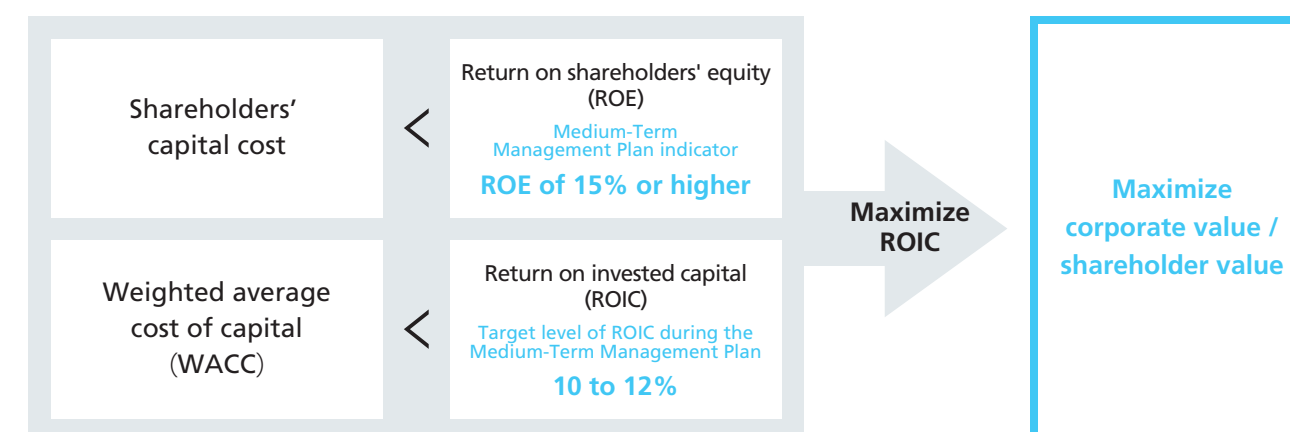 Shareholders’
capital cost
<
Return on shareholders' equity
(ROE)
Medium-Term
Management Plan indicator
ROE of 15% or higher
Weighted average
cost of capital
(WACC)
<
Return on invested capital
(ROIC)
Target level of ROIC during the
Medium-Term Management Plan
10 to 12%
Maximize
ROIC
Maximize
corporate value /
shareholder value